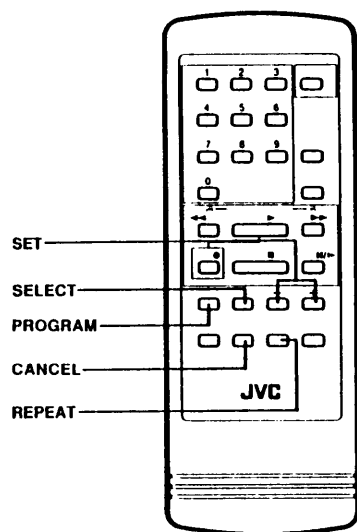 1 2 3
4 5 6
7 8 9
0
SET
SELECT
PROGRAM
CANCEL
REPEAT
JVC